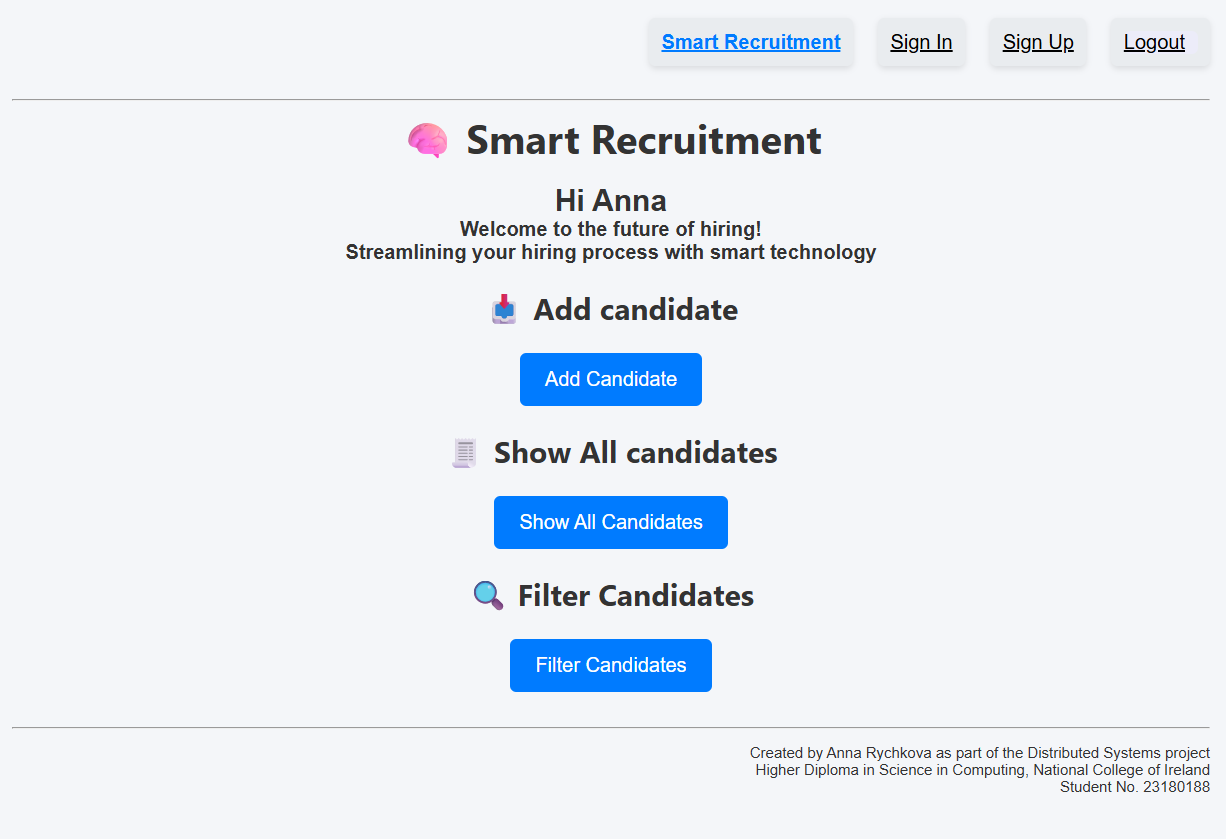 Smart Recruitment Sign In Sign Up Logout
Smart Recruitment
Hi Anna
Welcome to the future of hiring!
Streamlining your hiring process with smart technology
Add candidate
Add Candidate
Show All candidates
Show All Candidates
Filter Candidates
Filter Candidates
Created by Anna Rychkova as part of the Distributed Systems project
Higher Diploma in Science in Computing, National College of Ireland
Student No. 23180188